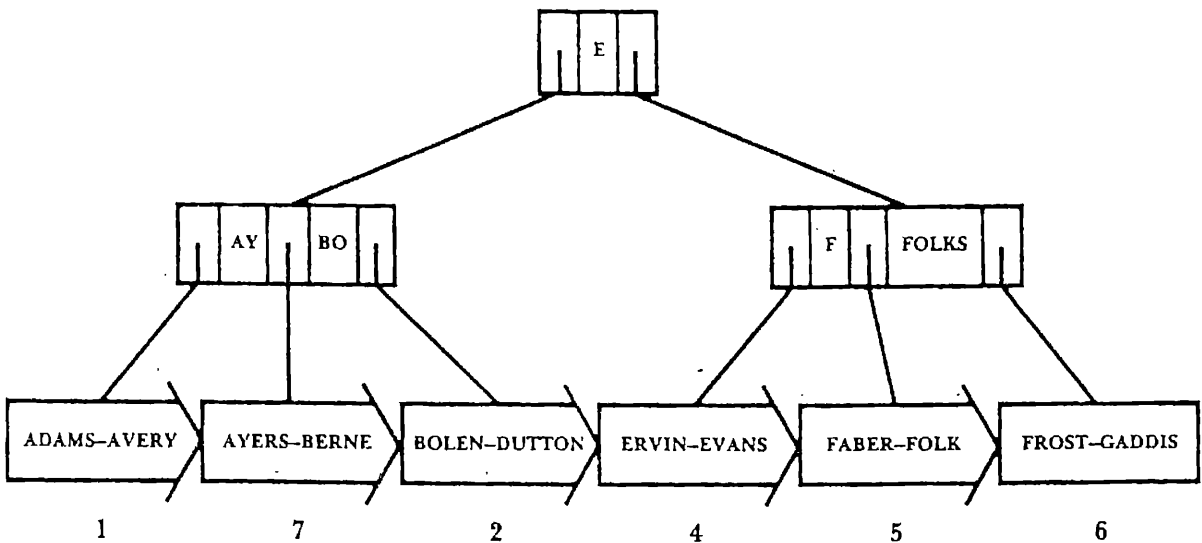 E
AY BO
F FOLKS
ADAMS–AVERY AYERS–BERNE BOLEN–DUTTON ERVIN–EVANS FABER–FOLK FROST–GADDIS
1 7 2 4 5 6